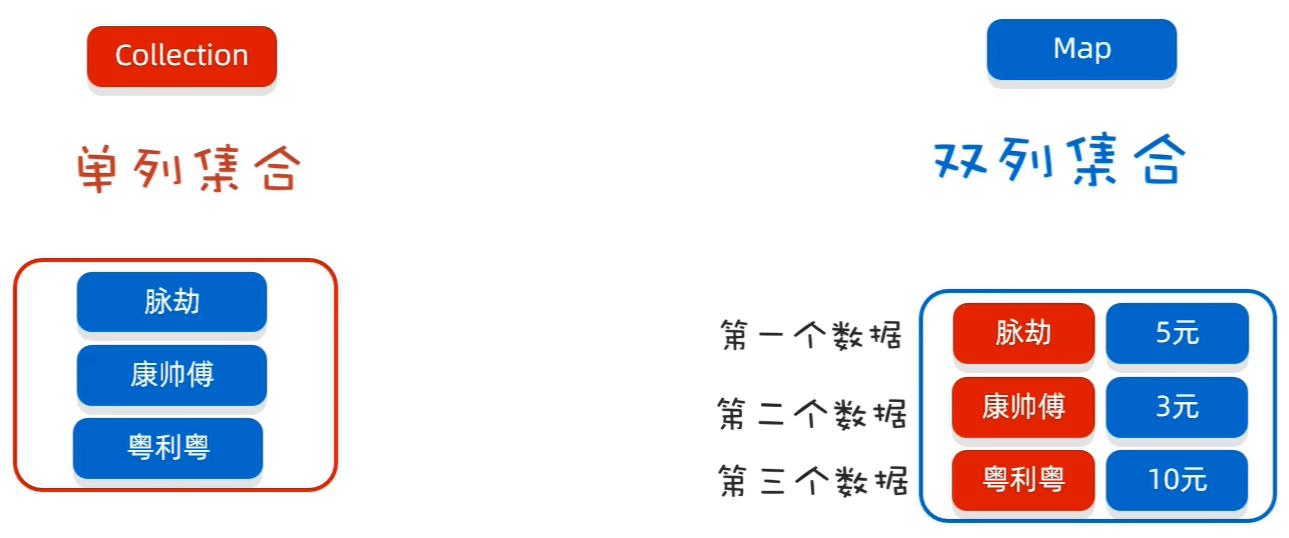 Collection
Map
单列集合
双列集合
脉劫
康帅傅
粤利粤
第一个数据 脉劫 5元
第二个数据 康帅傅 3元
第三个数据 粤利粤 10元